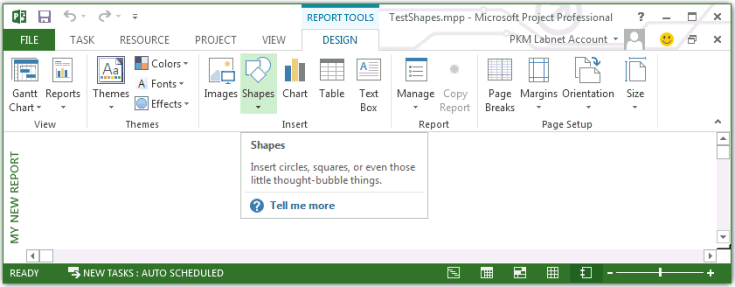 REPORT TOOLS
TestShapes.mpp - Microsoft Project Professional
FILE TASK RESOURCE PROJECT VIEW DESIGN PKM Labnet Account
Gantt Chart
Reports
View
Themes
Colors
Fonts
Effects
Themes
Images
Shapes
Chart
Table
Text Box
Insert
Manage
Copy Report
Report
Page Breaks
Margins
Orientation
Size
Page Setup
Shapes
Insert circles, squares, or even those
little thought-bubble things.
Tell me more
MY NEW REPORT
READY NEW TASKS : AUTO SCHEDULED